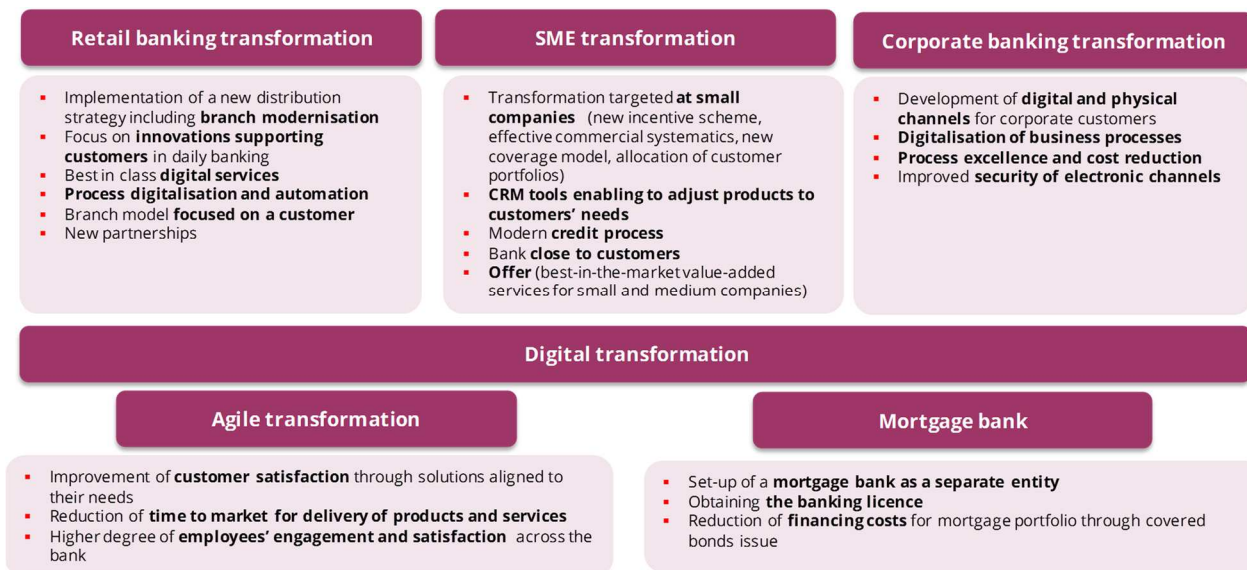 Retail banking transformation
Implementation of a new distribution
strategy including branch modernisation
Focus on innovations supporting
customers in daily banking
Best in class digital services
Process digitalisation and automation
Branch model focused on a customer
New partnerships
SME transformation
Transformation targeted at small
companies (new incentive scheme,
effective commercial systematics, new
coverage model, allocation of customer
portfolios)
CRM tools enabling to adjust products to
customers’ needs
Modern credit process
Bank close to customers
Offer (best-in-the-market value-added
services for small and medium companies)
Corporate banking transformation
Development of digital and physical
channels for corporate customers
Digitalisation of business processes
Process excellence and cost reduction
Improved security of electronic channels
Digital transformation
Agile transformation
Improvement of customer satisfaction through solutions aligned to
their needs
Reduction of time to market for delivery of products and services
Higher degree of employees’ engagement and satisfaction across the
bank
Mortgage bank
Set-up of a mortgage bank as a separate entity
Obtaining the banking licence
Reduction of financing costs for mortgage portfolio through covered
bonds issue